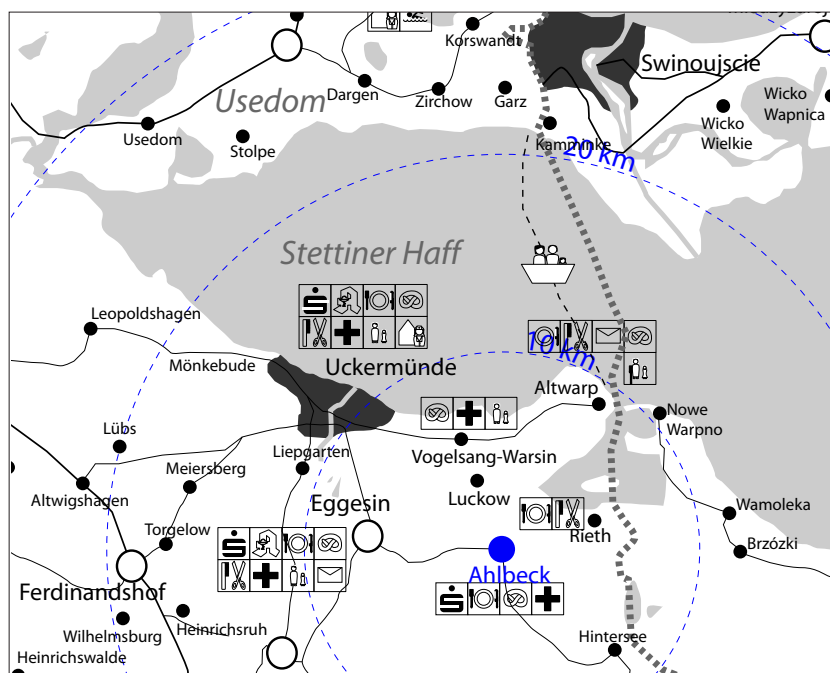 Korswandt
Swinoujscie
Usedom
Dargen
Zirchow
Garz
Wicko
Wapnica
Wicko
Wielkie
Usedom
Stolpe
Kamminke
20 km
Stettiner Haff
Leopoldshagen
Mönkebude
Uckermünde
10 km
Altwarp
Nowe
Warpno
Lübs
Liepgarten
Vogelsang-Warsin
Meiersberg
Altwigshagen
Luckow
Eggesin
Wamoleka
Torgelow
Rieth
Brzózki
Ferdinandshof
Ahlbeck
Wilhelmsburg
Heinrichsruh
Hintersee
Heinrichswalde